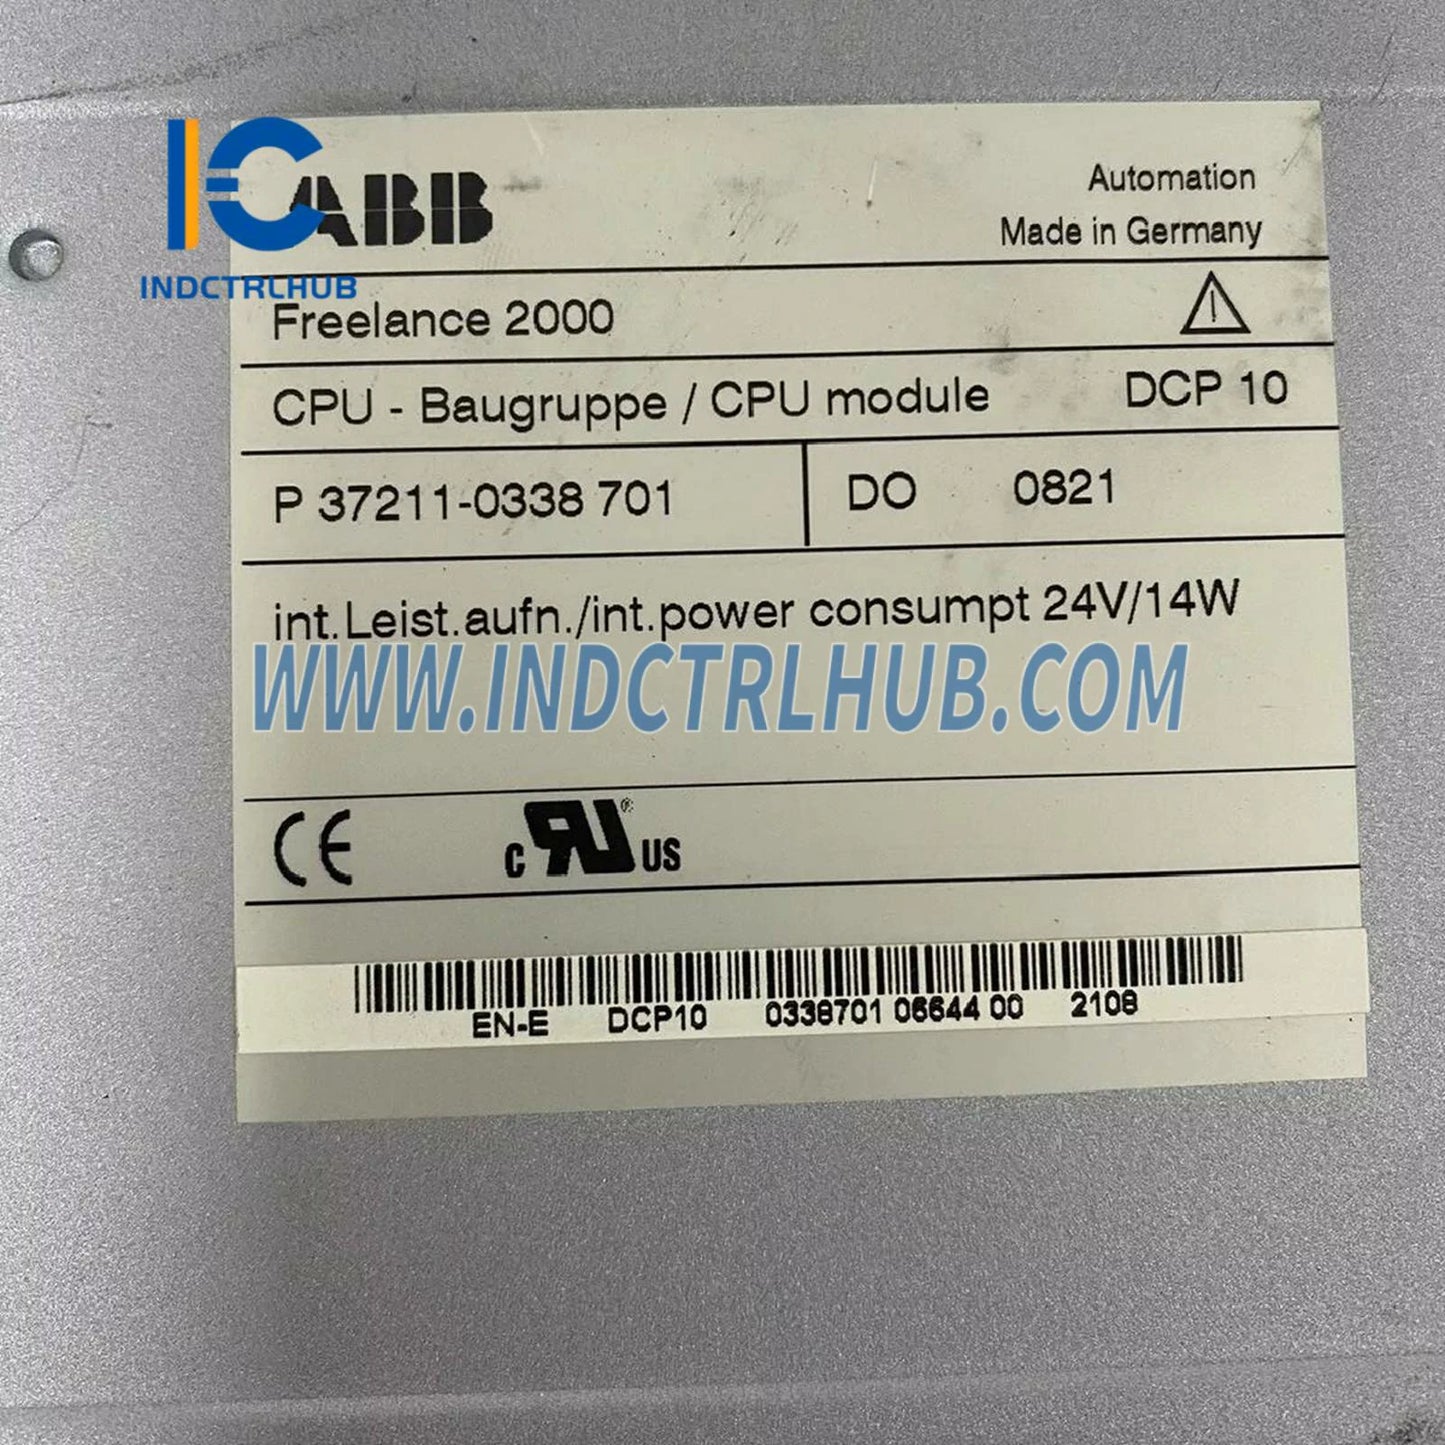 ABB
Automation
Made in Germany
INDCTRLHUB
Freelance 2000
CPU - Baugruppe / CPU module DCP 10
P 37211-0338 701 DO 0821
int.Leist.aufn./int.power consumpt 24V/14W
WWW.INDCTRLHUB.COM
CE c RU ® US
EN-E DCP10 0338701 06644 00 2108